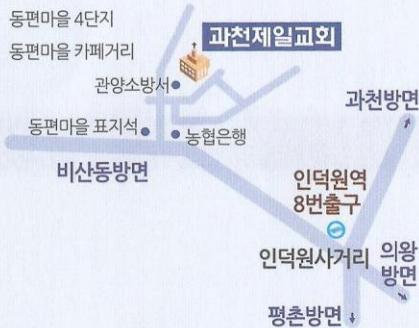 동편마을 4단지
동편마을 카페거리
과천제일교회
관양소방서
동편마을 표지석
농협은행
비산동방면
과천방면
인덕원역
8번출구
인덕원사거리
의왕
방면
평촌방면